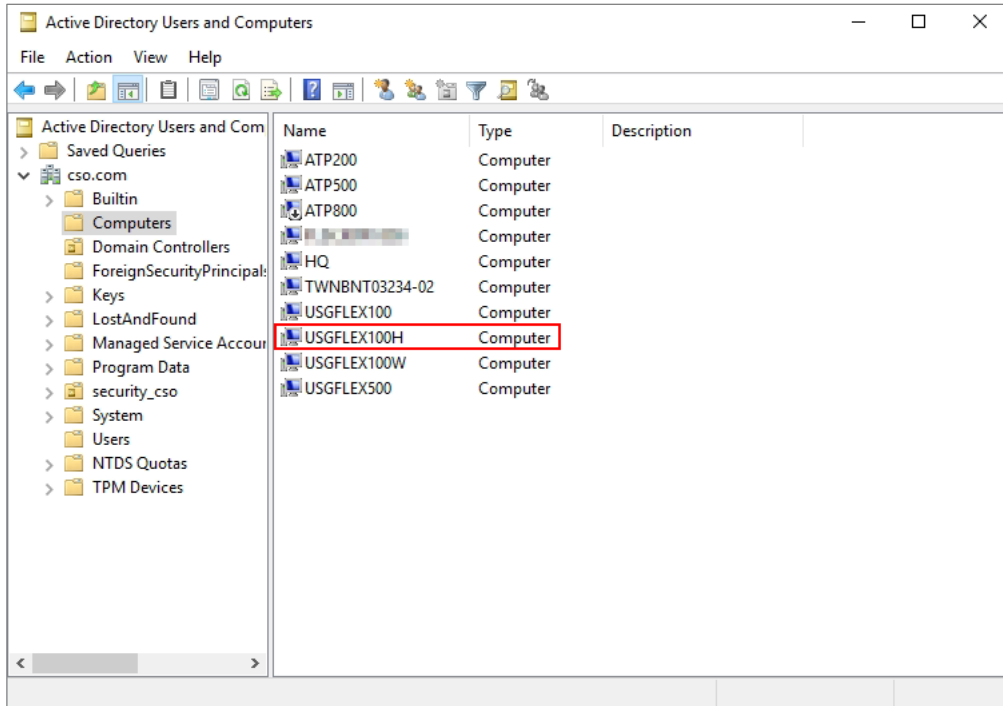 Active Directory Users and Computers
File Action View Help
Active Directory Users and Com
Saved Queries
cso.com
Builtin
Computers
Domain Controllers
ForeignSecurityPrincipals
Keys
LostAndFound
Managed Service Accour
Program Data
security_cso
System
Users
NTDS Quotas
TPM Devices
Name Type Description
ATP200 Computer
ATP500 Computer
ATP800 Computer
Computer
HQ Computer
TWNBNT03234-02 Computer
USGFLEX100 Computer
USGFLEX100H Computer
USGFLEX100W Computer
USGFLEX500 Computer